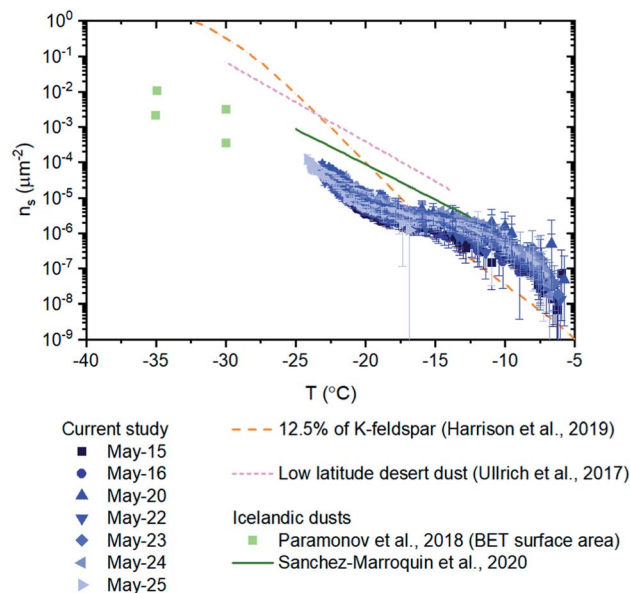 10⁰
10⁻¹
10⁻²
10⁻³
10⁻⁴
10⁻⁵
10⁻⁶
10⁻⁷
10⁻⁸
10⁻⁹
nₛ (μm⁻²)
-40 -35 -30 -25 -20 -15 -10 -5
T (°C)
Current study
May-15
May-16
May-20
May-22
May-23
May-24
May-25
12.5% of K-feldspar (Harrison et al., 2019)
Low latitude desert dust (Ullrich et al., 2017)
Icelandic dusts
Paramonov et al., 2018 (BET surface area)
Sanchez-Marroquin et al., 2020